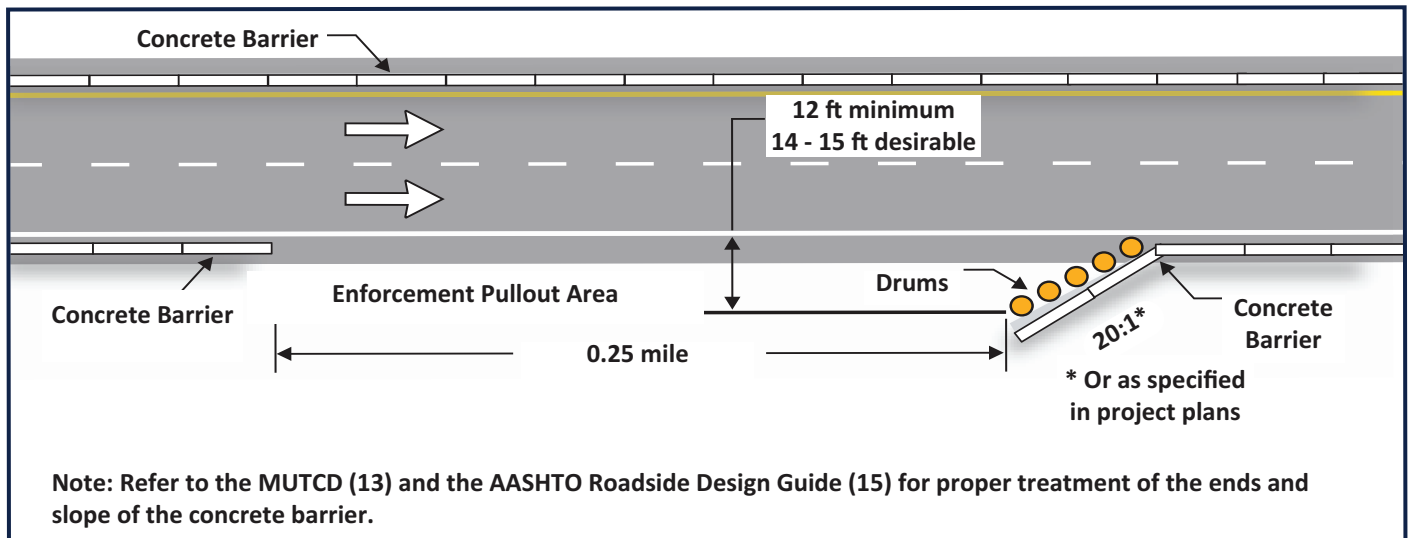 Concrete Barrier
12 ft minimum
14 - 15 ft desirable
Concrete Barrier
Enforcement Pullout Area
Drums
Concrete
Barrier
0.25 mile
20:1*
* Or as specified
in project plans
Note: Refer to the MUTCD (13) and the AASHTO Roadside Design Guide (15) for proper treatment of the ends and
slope of the concrete barrier.